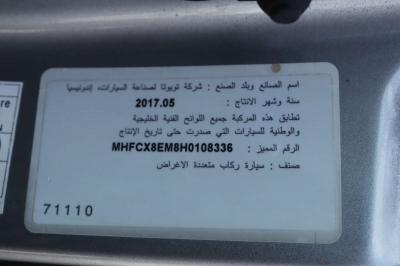 اسم الصانع وبلد الصنع : شركة تويوتا لصناعة السيارات، إندونيسيا
سنة وشهر الانتاج : 2017.05
تطابق هذه المركبة جميع اللوائح الفنية الخليجية
والوطنية للسيارات التي صدرت حتى تاريخ الإنتاج
الرقم المميز : MHFCX8EM8H0108336
صنف : سيارة ركاب متعددة الاغراض
71110